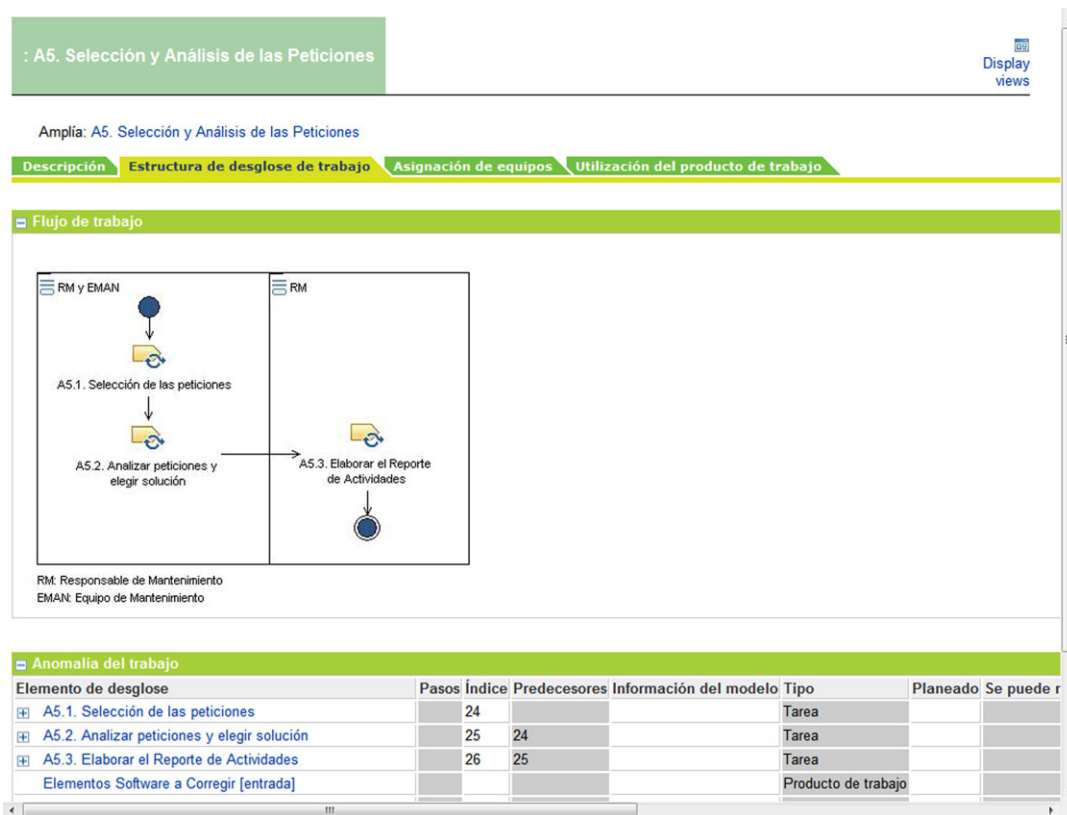 : A5. Selección y Análisis de las Peticiones
Display
views
Amplía: A5. Selección y Análisis de las Peticiones
Descripción Estructura de desglose de trabajo Asignación de equipos Utilización del producto de trabajo
Flujo de trabajo
RM y EMAN
RM
A5.1. Selección de las peticiones
A5.2. Analizar peticiones y
elegir solución
A5.3. Elaborar el Reporte
de Actividades
RM: Responsable de Mantenimiento
EMAN: Equipo de Mantenimiento
Anomalía del trabajo
Elemento de desglose Pasos Índice Predecesores Información del modelo Tipo Planeado Se puede r
A5.1. Selección de las peticiones 24 Tarea
A5.2. Analizar peticiones y elegir solución 25 24 Tarea
A5.3. Elaborar el Reporte de Actividades 26 25 Tarea
Elementos Software a Corregir [entrada] Producto de trabajo